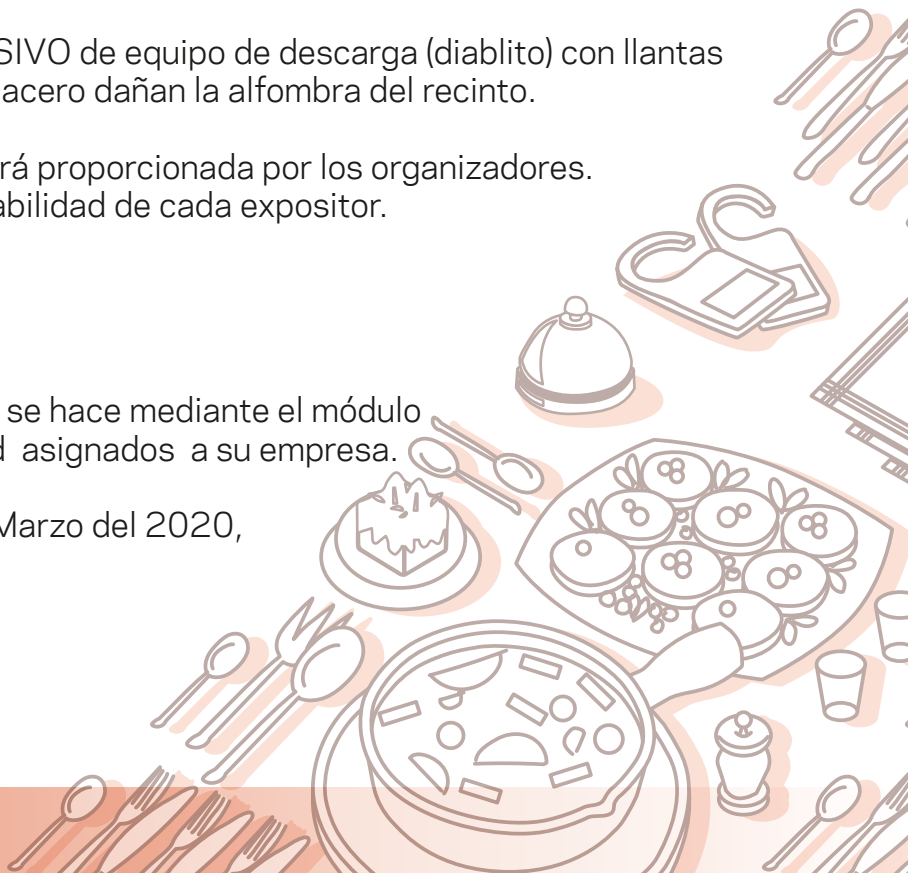 SIVO de equipo de descarga (diablito) con llantas
acero dañan la alfombra del recinto.
rá proporcionada por los organizadores.
abilidad de cada expositor.
se hace mediante el módulo
d asignados a su empresa.
Marzo del 2020,